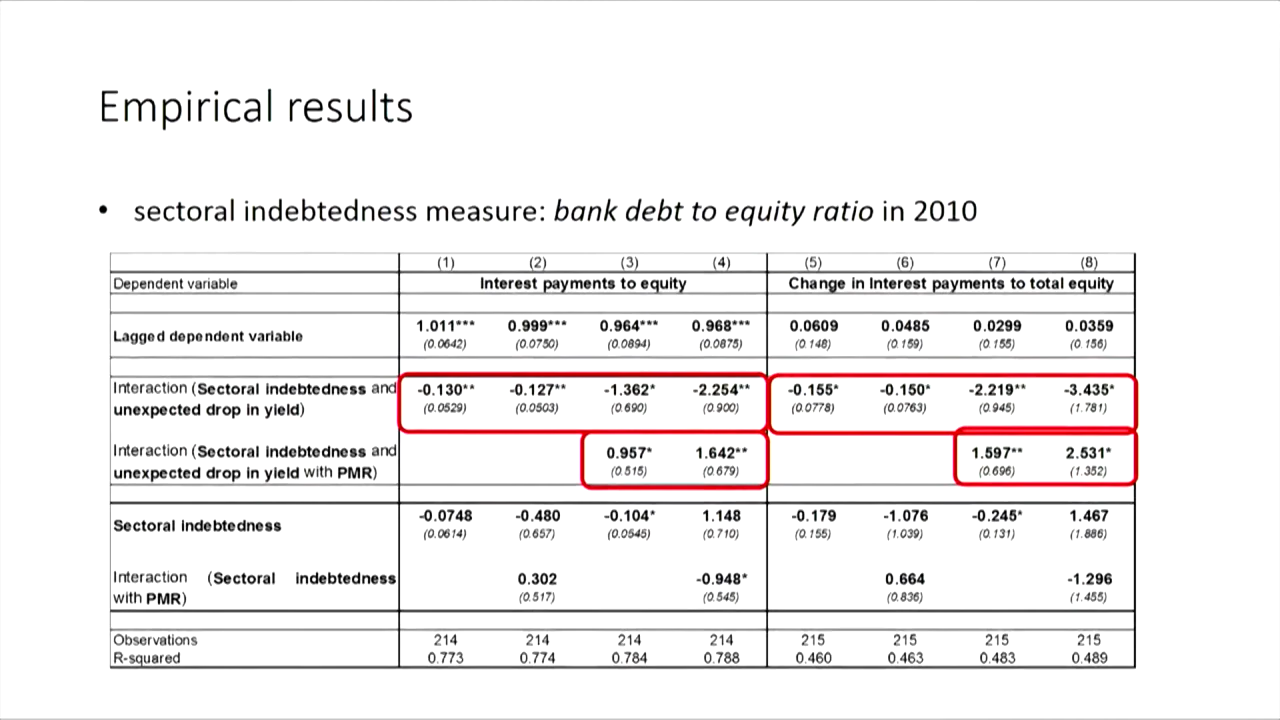 Empirical results
• sectoral indebtedness measure: bank debt to equity ratio in 2010
(1) (2) (3) (4) (5) (6) (7) (8)
Dependent variable Interest payments to equity Change in Interest payments to total equity
Lagged dependent variable 1.011*** 0.999*** 0.964*** 0.968*** 0.0609 0.0485 0.0299 0.0359
(0.0642) (0.0750) (0.0894) (0.0875) (0.148) (0.159) (0.155) (0.156)
Interaction (Sectoral indebtedness and -0.130** -0.127** -1.362* -2.254** -0.155* -0.150* -2.219** -3.435*
unexpected drop in yield) (0.0529) (0.0503) (0.690) (0.900) (0.0778) (0.0763) (0.945) (1.781)
Interaction (Sectoral indebtedness and 0.957* 1.642** 1.597** 2.531*
unexpected drop in yield with PMR) (0.515) (0.679) (0.696) (1.352)
Sectoral indebtedness -0.0748 -0.480 -0.104* 1.148 -0.179 -1.076 -0.245* 1.467
(0.0614) (0.657) (0.0545) (0.710) (0.155) (1.039) (0.131) (1.886)
Interaction (Sectoral indebtedness 0.302 -0.948* 0.664 -1.296
with PMR) (0.517) (0.545) (0.836) (1.455)
Observations 214 214 214 214 215 215 215 215
R-squared 0.773 0.774 0.784 0.788 0.460 0.463 0.483 0.489